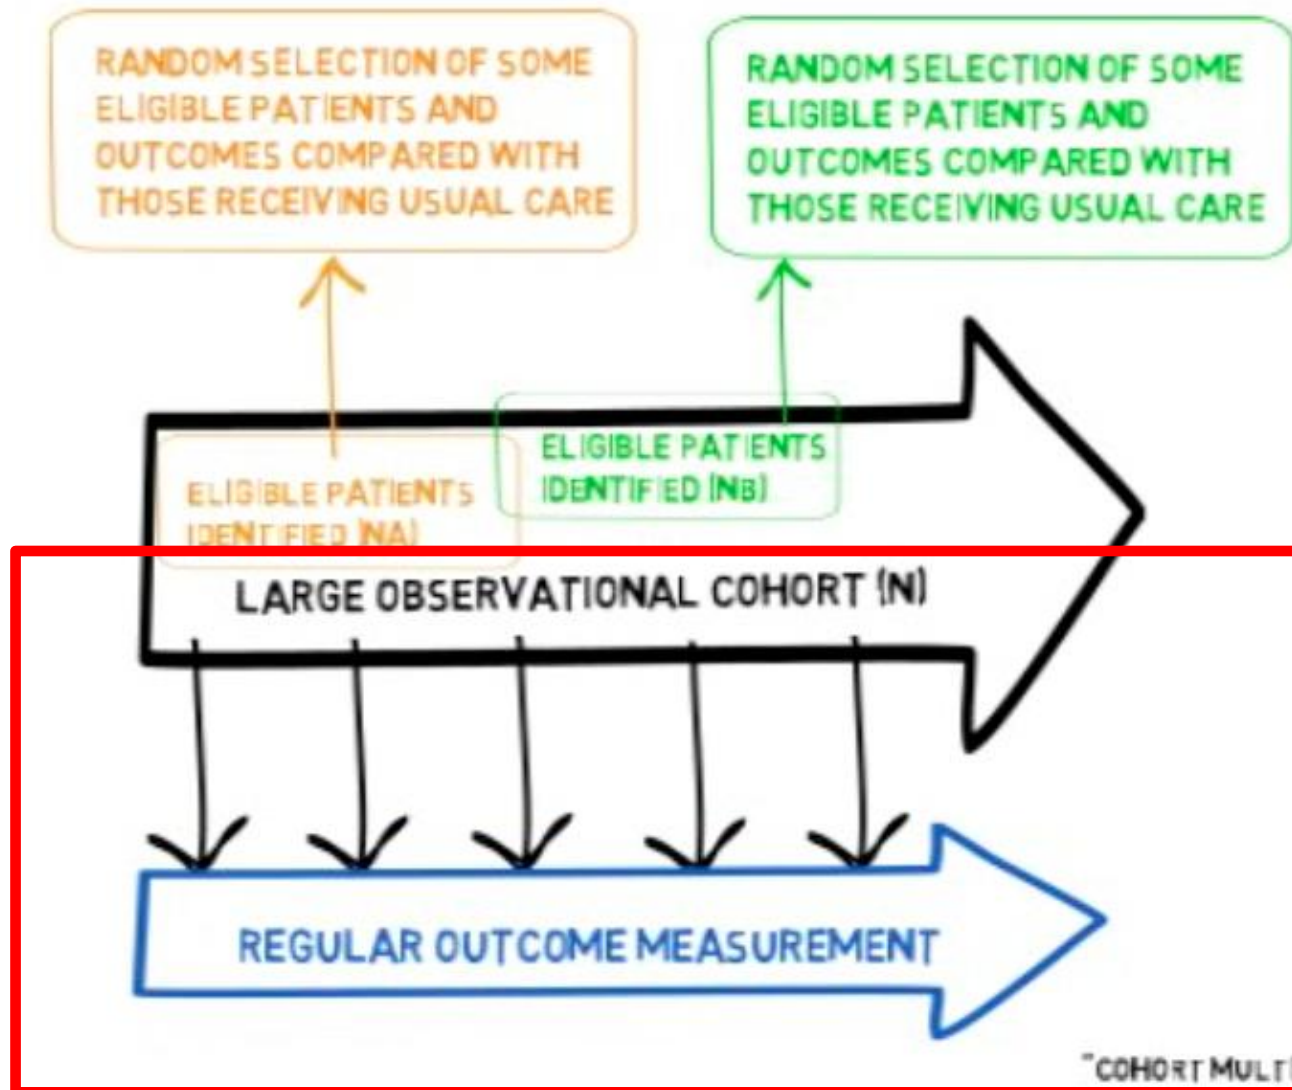 RANDOM SELECTION OF SOME
ELIGIBLE PATIENTS AND
OUTCOMES COMPARED WITH
THOSE RECEIVING USUAL CARE
RANDOM SELECTION OF SOME
ELIGIBLE PATIENTS AND
OUTCOMES COMPARED WITH
THOSE RECEIVING USUAL CARE
ELIGIBLE PATIENTS
IDENTIFIED (NA)
ELIGIBLE PATIENTS
IDENTIFIED (NB)
LARGE OBSERVATIONAL COHORT (N)
REGULAR OUTCOME MEASUREMENT
"COHORT MULTI